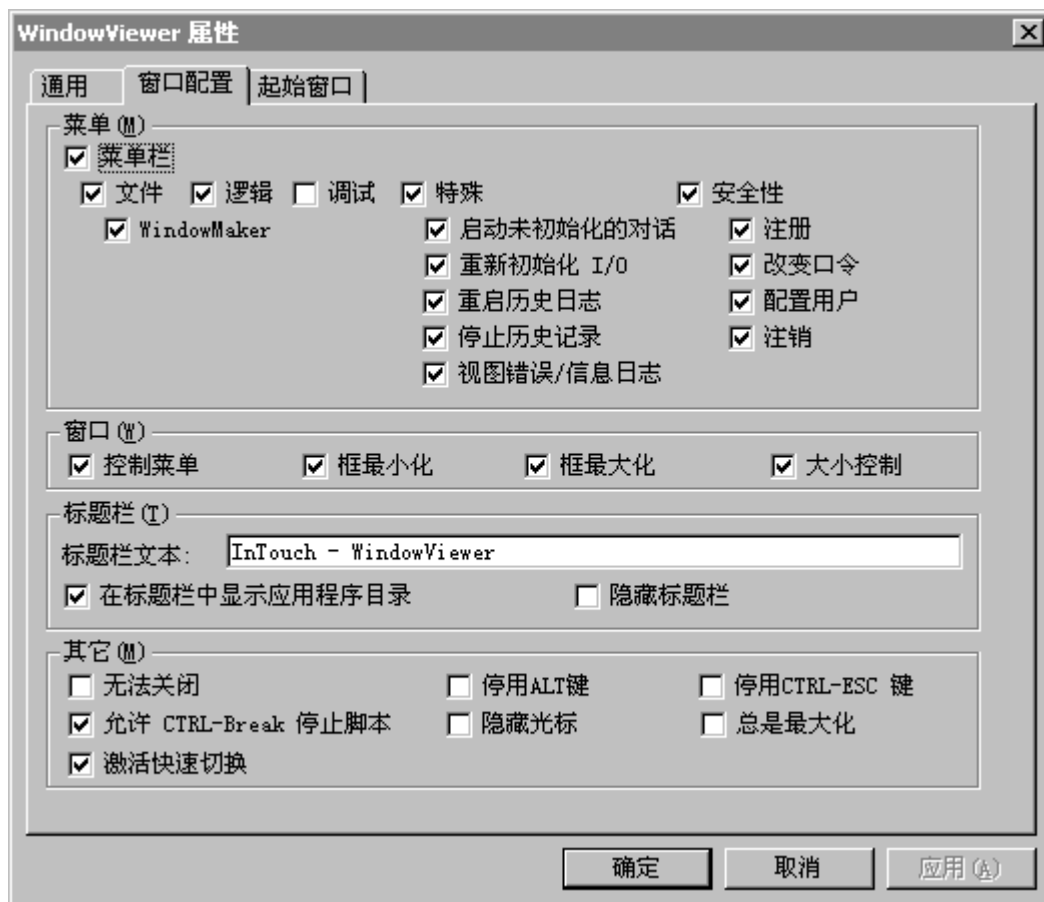 WindowViewer 属性
通用 窗口配置 起始窗口
菜单(M)
菜单栏
文件 逻辑 调试 特殊 安全性
WindowMaker 启动未初始化的对话 注册
重新初始化 I/O 改变口令
重启历史日志 配置用户
停止历史记录 注销
视图错误/信息日志
窗口(W)
控制菜单 框最小化 框最大化 大小控制
标题栏(T)
标题栏文本: InTouch - WindowViewer
在标题栏中显示应用程序目录 隐藏标题栏
其它(M)
无法关闭 停用ALT键 停用CTRL-ESC 键
允许 CTRL-Break 停止脚本 隐藏光标 总是最大化
激活快速切换
确定 取消 应用(A)